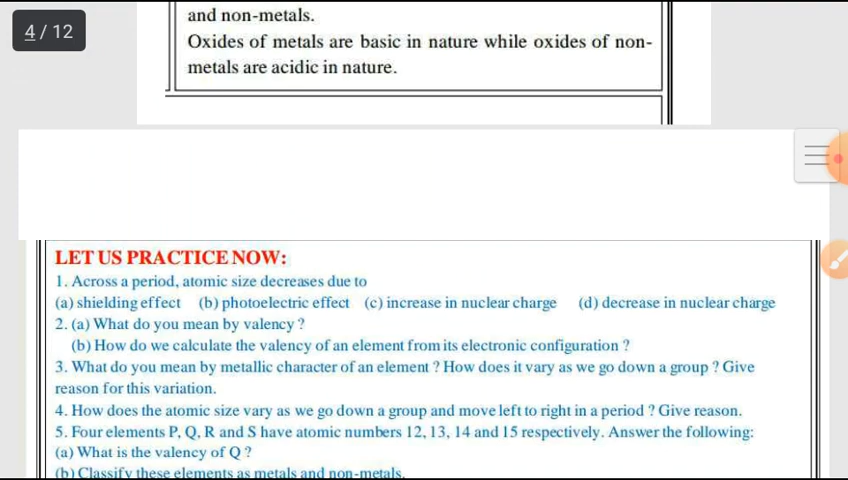 4 / 12
and non-metals.
Oxides of metals are basic in nature while oxides of non-
metals are acidic in nature.
LET US PRACTICE NOW:
1. Across a period, atomic size decreases due to
(a) shielding effect (b) photoelectric effect (c) increase in nuclear charge (d) decrease in nuclear charge
2. (a) What do you mean by valency ?
(b) How do we calculate the valency of an element from its electronic configuration ?
3. What do you mean by metallic character of an element ? How does it vary as we go down a group ? Give
reason for this variation.
4. How does the atomic size vary as we go down a group and move left to right in a period ? Give reason.
5. Four elements P, Q, R and S have atomic numbers 12, 13, 14 and 15 respectively. Answer the following:
(a) What is the valency of Q ?
(b) Classify these elements as metals and non-metals.